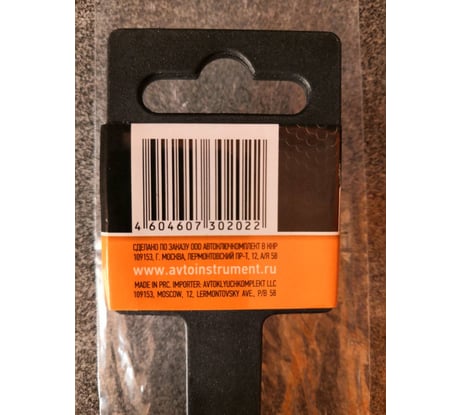 4 604607 302022
СДЕЛАНО ПО ЗАКАЗУ ООО АВТОКЛЮЧКОМПЛЕКТ В КНР
109153, Г. МОСКВА, ЛЕРМОНТОВСКИЙ ПР-Т, 12, А/Я 58
www.avtoinstrument.ru
MADE IN PRC. IMPORTER: AVTOKLYUCHKOMPLEKT LLC
109153, MOSCOW, 12, LERMONTOVSKY AVE., P/B 58